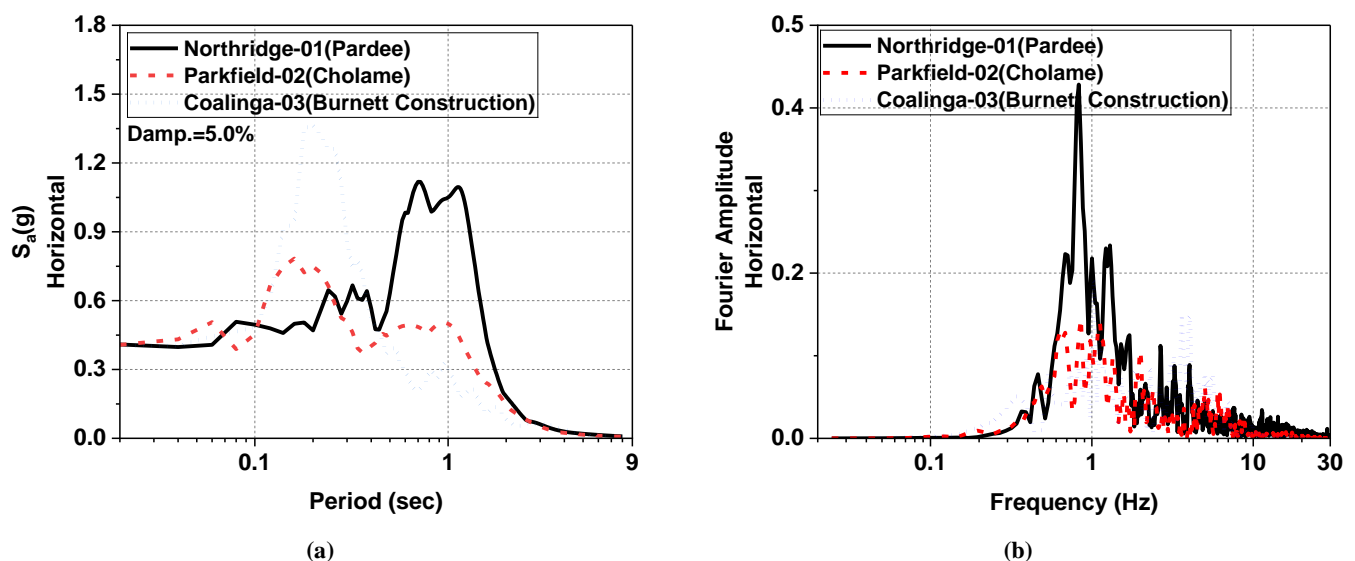 1.8
1.5
1.2
0.9
0.6
0.3
0.0
S_a(g)
Horizontal
Northridge-01(Pardee)
Parkfield-02(Cholame)
Coalinga-03(Burnett Construction)
Damp.=5.0%
0.1
1
9
Period (sec)
(a)
0.5
0.4
0.2
0.0
Fourier Amplitude
Horizontal
Northridge-01(Pardee)
Parkfield-02(Cholame)
Coalinga-03(Burnett Construction)
0.1
1
10
30
Frequency (Hz)
(b)